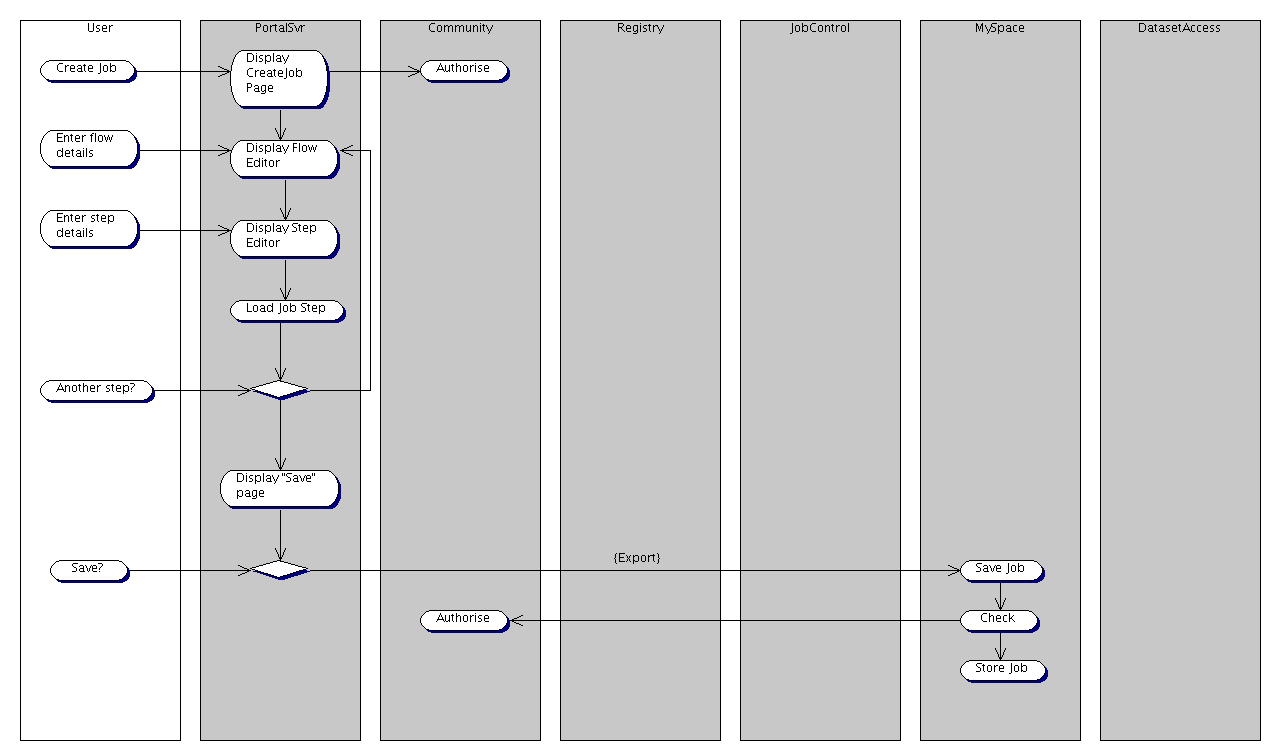 User
PortalSvr
Community
Registry
JobControl
MySpace
DatasetAccess
Create Job
Display
CreateJob
Page
Authorise
Enter flow
details
Display Flow
Editor
Enter step
details
Display Step
Editor
Load Job Step
Another step?
Display "Save"
page
Save?
{Export}
Save Job
Authorise
Check
Store Job